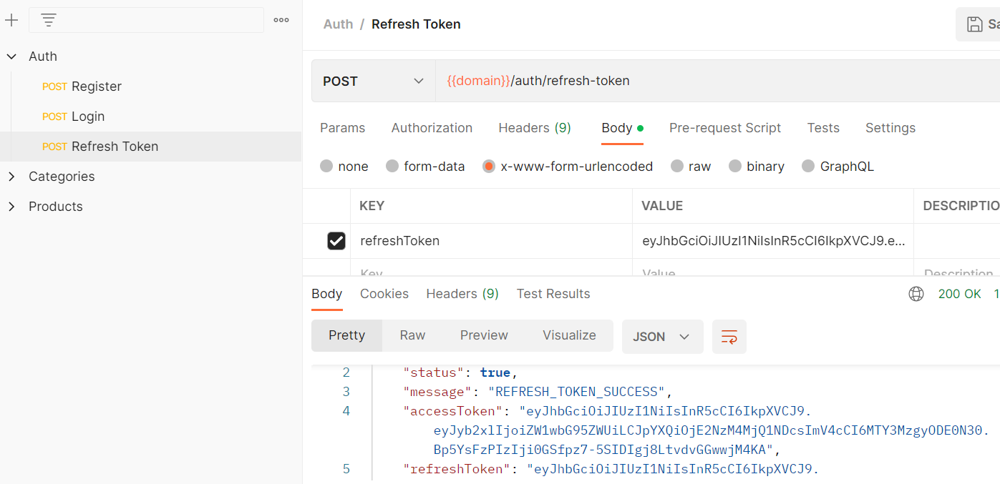 Auth / Refresh Token
Auth
POST Register
POST Login
POST Refresh Token
Categories
Products
POST {{domain}}/auth/refresh-token
Params Authorization Headers (9) Body Pre-request Script Tests Settings
none form-data x-www-form-urlencoded raw binary GraphQL
KEY VALUE DESCRIPTIO
refreshToken eyJhbGciOiJIUzI1NiIsInR5cCI6IkpXVCJ9.e...
Key Value Description
Body Cookies Headers (9) Test Results 200 OK 1
Pretty Raw Preview Visualize JSON
2 "status": true,
3 "message": "REFRESH_TOKEN_SUCCESS",
4 "accessToken": "eyJhbGciOiJIUzI1NiIsInR5cCI6IkpXVCJ9.
eyJyb2xlIjoiZW1wbG95ZWUiLCJpYXQiOjE2NzM4MjQ1NDcsImV4cCI6MTY3MzgyODE0N30.
Bp5YsFzPIzIji0GSfpz7-5SIDIgj8LtvdvGGwwjM4KA",
5 "refreshToken": "eyJhbGciOiJIUzI1NiIsInR5cCI6IkpXVCJ9.